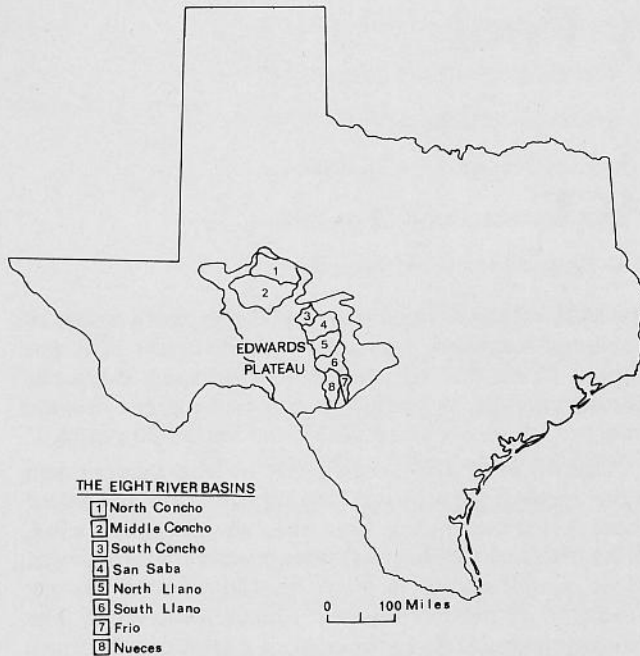 1
2
3
4
EDWARDS 5
PLATEAU 6
8 7
THE EIGHT RIVER BASINS
1 North Concho
2 Middle Concho
3 South Concho
4 San Saba
5 North Llano
6 South Llano
7 Frio
8 Nueces
0 100 Miles